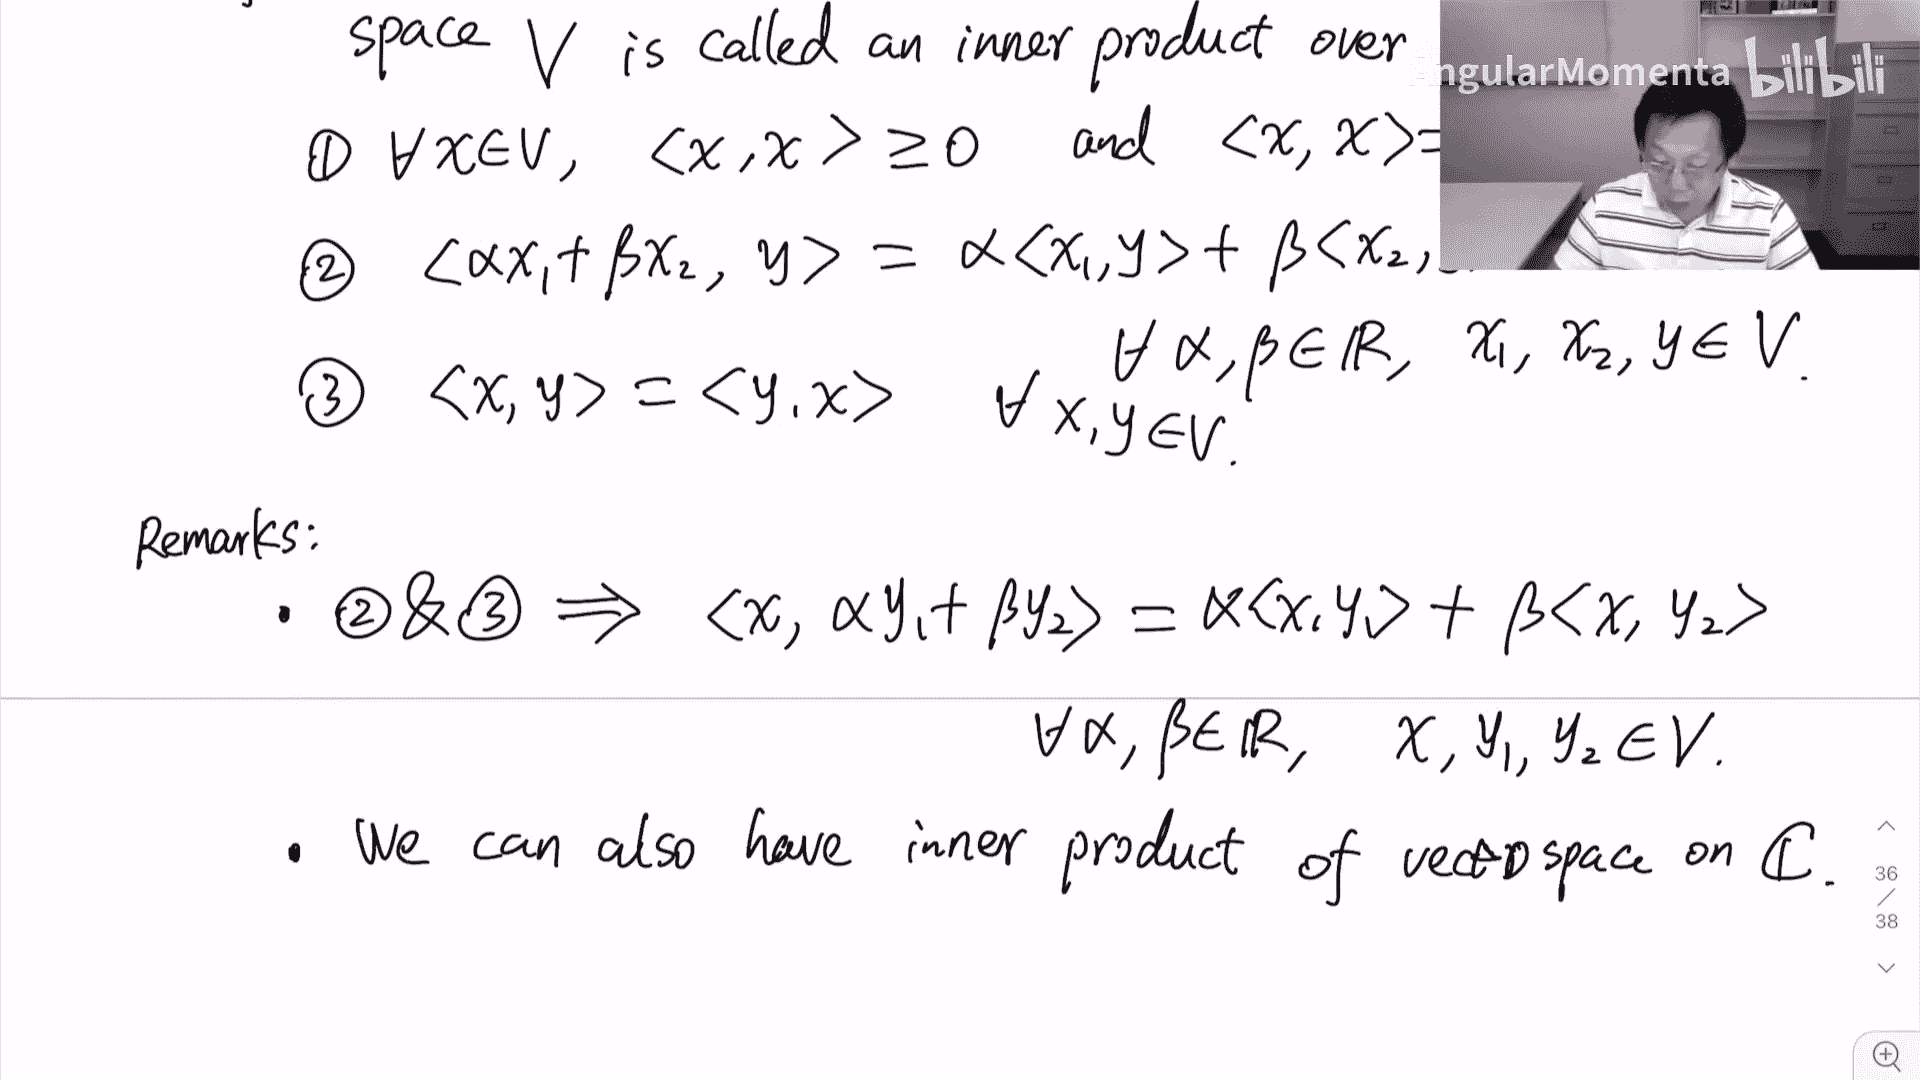 space V is called an inner product over
ngularMomenta bilibili
① ∀x∈V, <x,x> ≥ 0 and <x, x>=
② <αx₁+βx₂, y> = α<x₁,y>+ β<x₂,
∀ α,β∈ℝ, x₁, x₂, y∈ V.
③ <x, y> = <y, x> ∀ x,y∈V.
Remarks:
• ②&③ ⟹ <x, αy₁+ βy₂> = α<x,y₁> + β<x, y₂>
∀α, β∈ℝ, x, y₁, y₂∈V.
• We can also have inner product of vector space on ℂ.
36
/
38